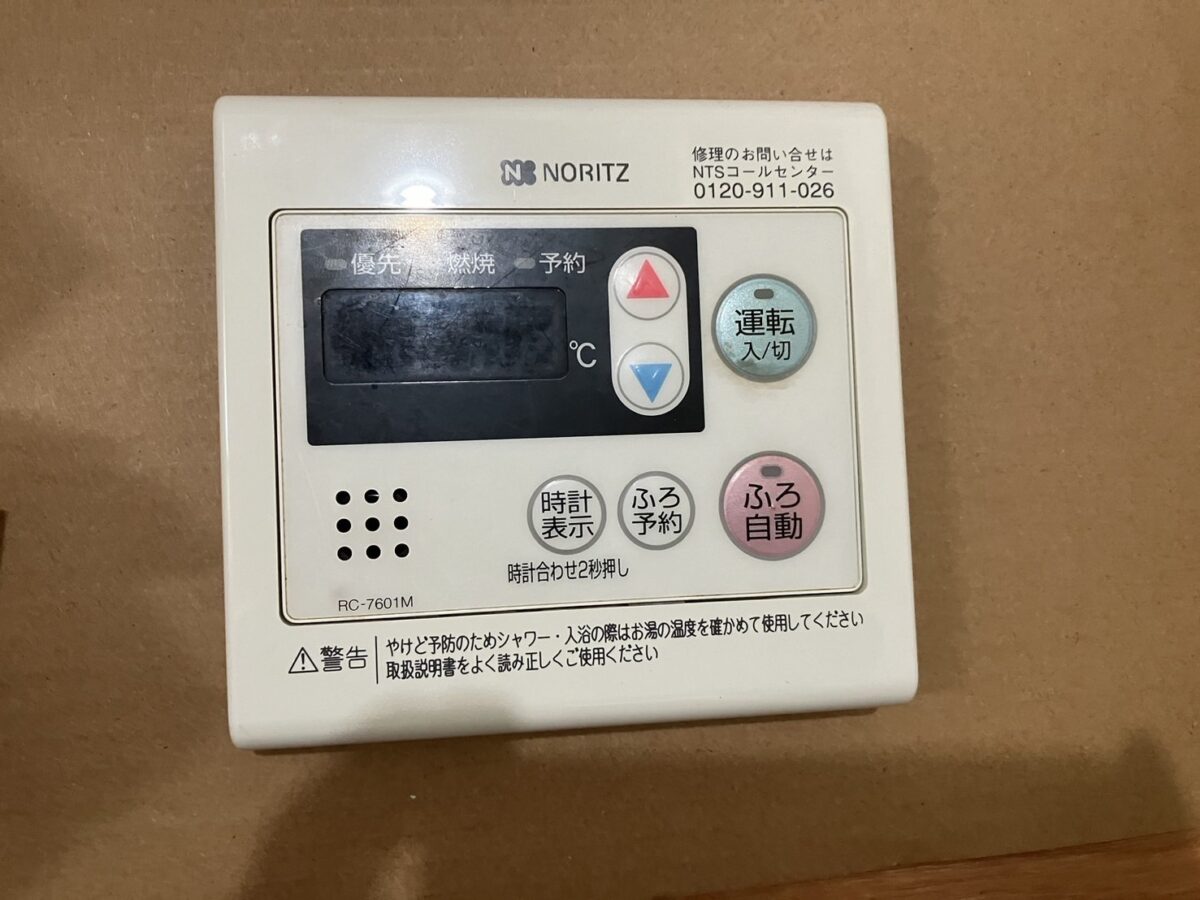 NORITZ
修理のお問い合せは
NTSコールセンター
0120-911-026
優先 燃焼 予約
℃
運転
入/切
時計
表示
ふろ
予約
ふろ
自動
時計合わせ2秒押し
RC-7601M
警告
やけど予防のためシャワー・入浴の際はお湯の温度を確かめて使用してください
取扱説明書をよく読み正しくご使用ください